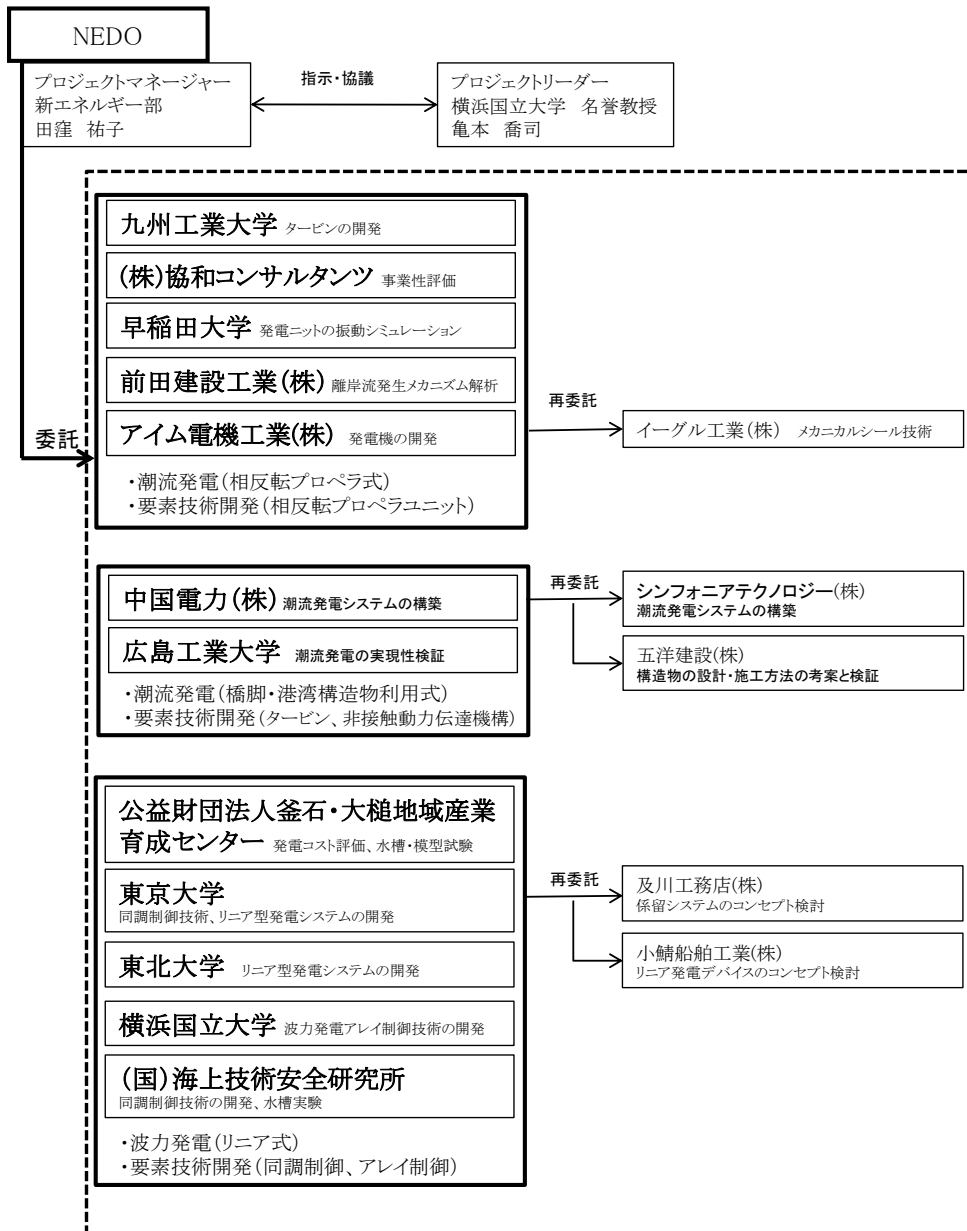 NEDO
プロジェクトマネージャー
新エネルギー部
田窪 祐子
指示・協議
プロジェクトリーダー
横浜国立大学 名誉教授
亀本 喬司
委託
九州工業大学 タービンの開発
(株)協和コンサルタンツ 事業性評価
早稲田大学 発電ニットの振動シミュレーション
前田建設工業(株) 離岸流発生メカニズム解析
アイム電機工業(株) 発電機の開発
・潮流発電(相反転プロペラ式)
・要素技術開発(相反転プロペラユニット)
再委託
イーグル工業(株) メカニカルシール技術
中国電力(株) 潮流発電システムの構築
広島工業大学 潮流発電の実現性検証
・潮流発電(橋脚・港湾構造物利用式)
・要素技術開発(タービン、非接触動力伝達機構)
再委託
シンフォニアテクノロジー(株)
潮流発電システムの構築
五洋建設(株)
構造物の設計・施工方法の考案と検証
公益財団法人釜石・大槌地域産業
育成センター 発電コスト評価、水槽・模型試験
東京大学
同調制御技術、リニア型発電システムの開発
東北大学 リニア型発電システムの開発
横浜国立大学 波力発電アレイ制御技術の開発
(国)海上技術安全研究所
同調制御技術の開発、水槽実験
・波力発電(リニア式)
・要素技術開発(同調制御、アレイ制御)
再委託
及川工務店(株)
係留システムのコンセプト検討
小鯖船舶工業(株)
リニア発電デバイスのコンセプト検討